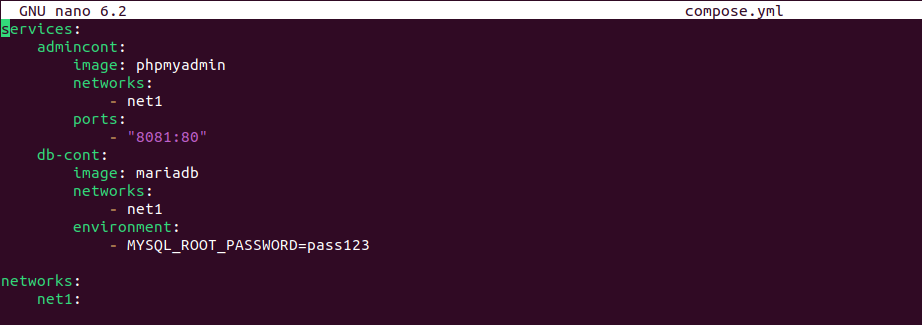 GNU nano 6.2 compose.yml
services:
    admincont:
        image: phpmyadmin
        networks:
            - net1
        ports:
            - "8081:80"
    db-cont:
        image: mariadb
        networks:
            - net1
        environment:
            - MYSQL_ROOT_PASSWORD=pass123

networks:
    net1: